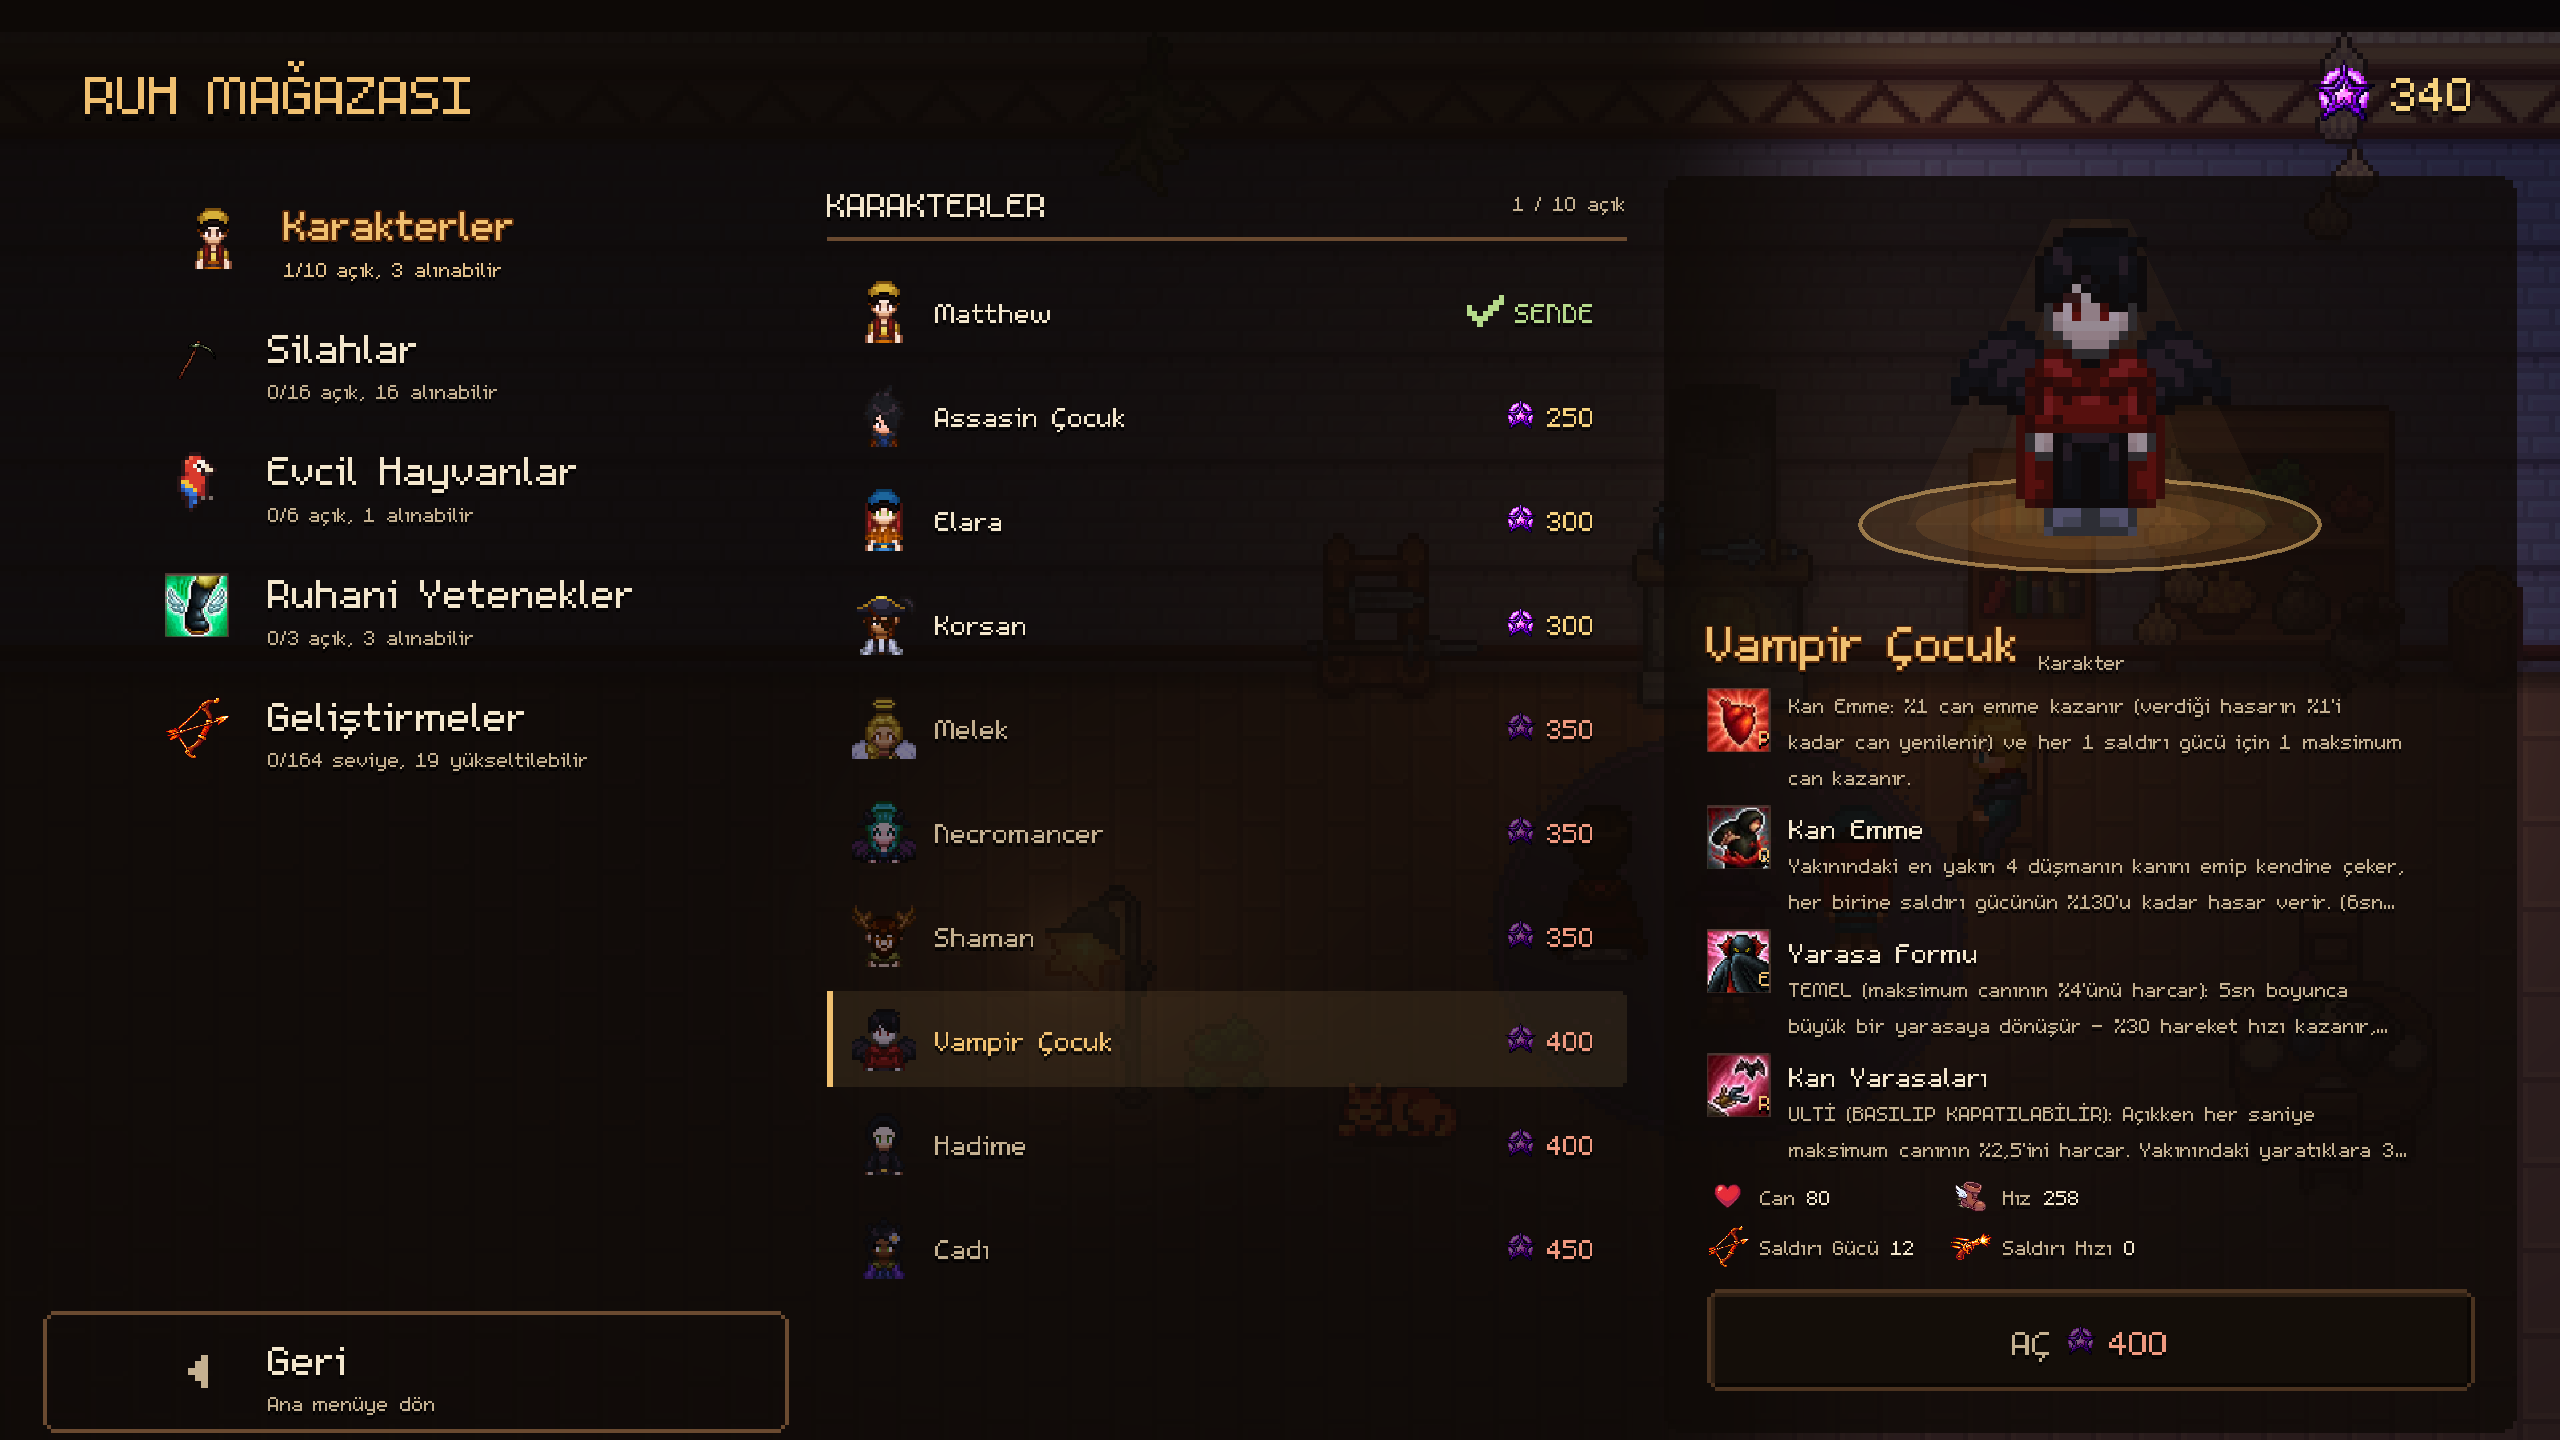 RUH MAĞAZASI
340
Karakterler
1/10 açık, 3 alınabilir
Silahlar
0/16 açık, 16 alınabilir
Evcil Hayvanlar
0/6 açık, 1 alınabilir
Ruhani Yetenekler
0/3 açık, 3 alınabilir
Geliştirmeler
0/164 seviye, 19 yükseltilebilir
Geri
Ana menüye dön
KARAKTERLER
1 / 10 açık
Matthew
SENDE
Assasin Çocuk
250
Elara
300
Korsan
300
Melek
350
Necromancer
350
Shaman
350
Vampir Çocuk
400
Hadime
400
Cadı
450
Vampir Çocuk Karakter
P
Kan Emme: %1 can emme kazanır (verdiği hasarın %1'i
kadar can yenilenir) ve her 1 saldırı gücü için 1 maksimum
can kazanır.
Q
Kan Emme
Yakınındaki en yakın 4 düşmanın kanını emip kendine çeker,
her birine saldırı gücünün %130'u kadar hasar verir. (6sn...
E
Yarasa Formu
TEMEL (maksimum canının %4'ünü harcar): 5sn boyunca
büyük bir yarasaya dönüşür - %30 hareket hızı kazanır,...
R
Kan Yarasaları
ULTİ (BASILIP KAPATILABİLİR): Açıkken her saniye
maksimum canının %2,5'ini harcar. Yakınındaki yaratıklara 3...
Can 80
Hız 258
Saldırı Gücü 12
Saldırı Hızı 0
AÇ 400